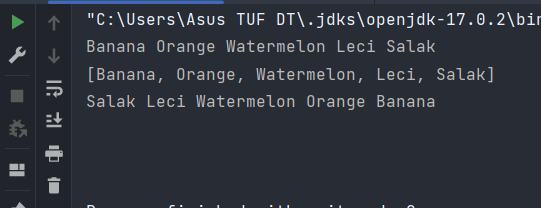 "C:\Users\Asus TUF DT\.jdks\openjdk-17.0.2\bin
Banana Orange Watermelon Leci Salak
[Banana, Orange, Watermelon, Leci, Salak]
Salak Leci Watermelon Orange Banana